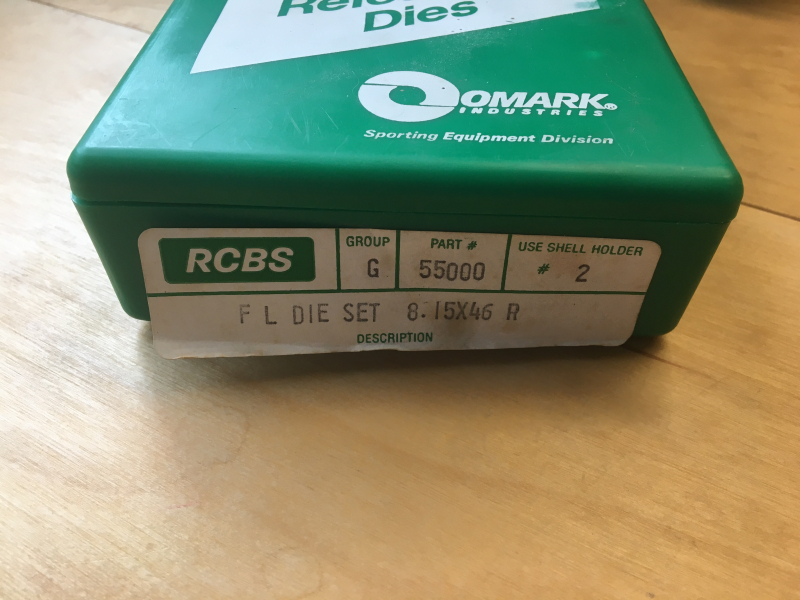 Dies
OMARK®
INDUSTRIES
Sporting Equipment Division
RCBS
GROUP
G
PART #
55000
USE SHELL HOLDER
# 2
F L DIE SET 8.15X46 R
DESCRIPTION